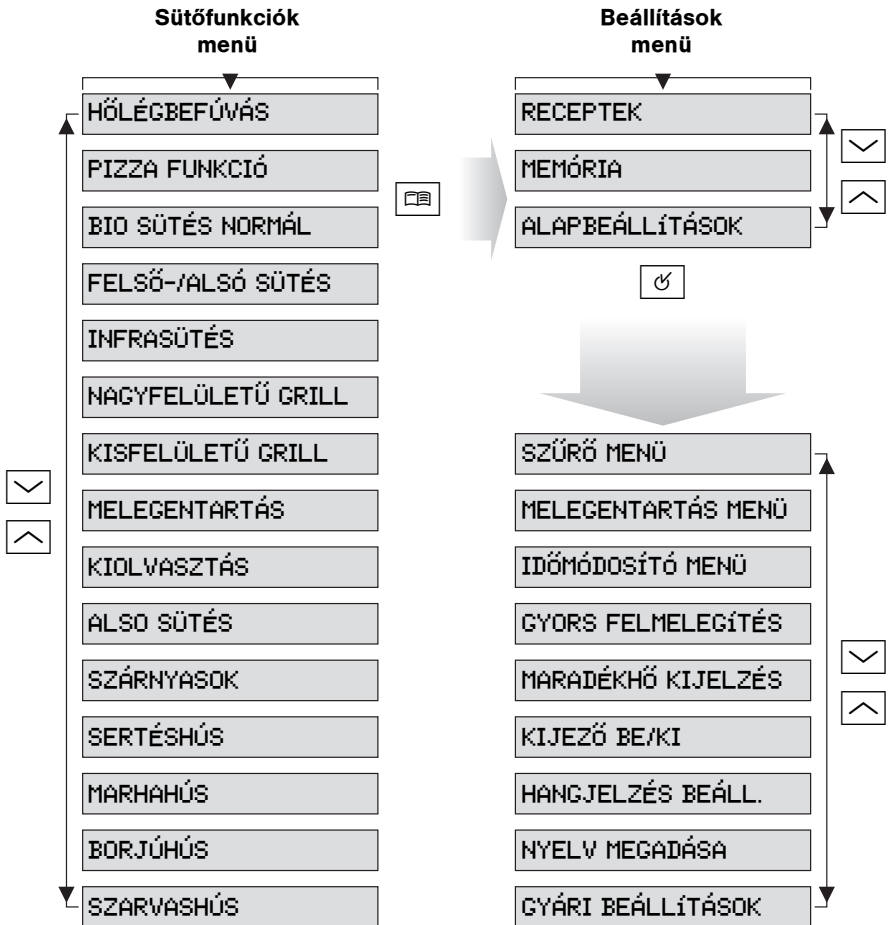 Sütőfunkciók
menü
HŐLÉGBEFÚVÁS
PIZZA FUNKCIÓ
BIO SÜTÉS NORMÁL
FELSŐ-/ALSÓ SÜTÉS
INFRASÜTÉS
NAGYFELÜLETŰ GRILL
KISFELÜLETŰ GRILL
MELEGENTARTÁS
KIOLVASZTÁS
ALSO SÜTÉS
SZÁRNYASOK
SERTÉSHÚS
MARHAHÚS
BORJÚHÚS
SZARVASHÚS
Beállítások
menü
RECEPTEK
MEMÓRIA
ALAPBEÁLLíTÁSOK
SZŰRŐ MENÜ
MELEGENTARTÁS MENÜ
IDŐMÓDOSíTÓ MENÜ
GYORS FELMELEGíTÉS
MARADÉKHŐ KIJELZÉS
KIJEZŐ BE/KI
HANGJELZÉS BEÁLL.
NYELV MEGADÁSA
GYÁRI BEÁLLíTÁSOK